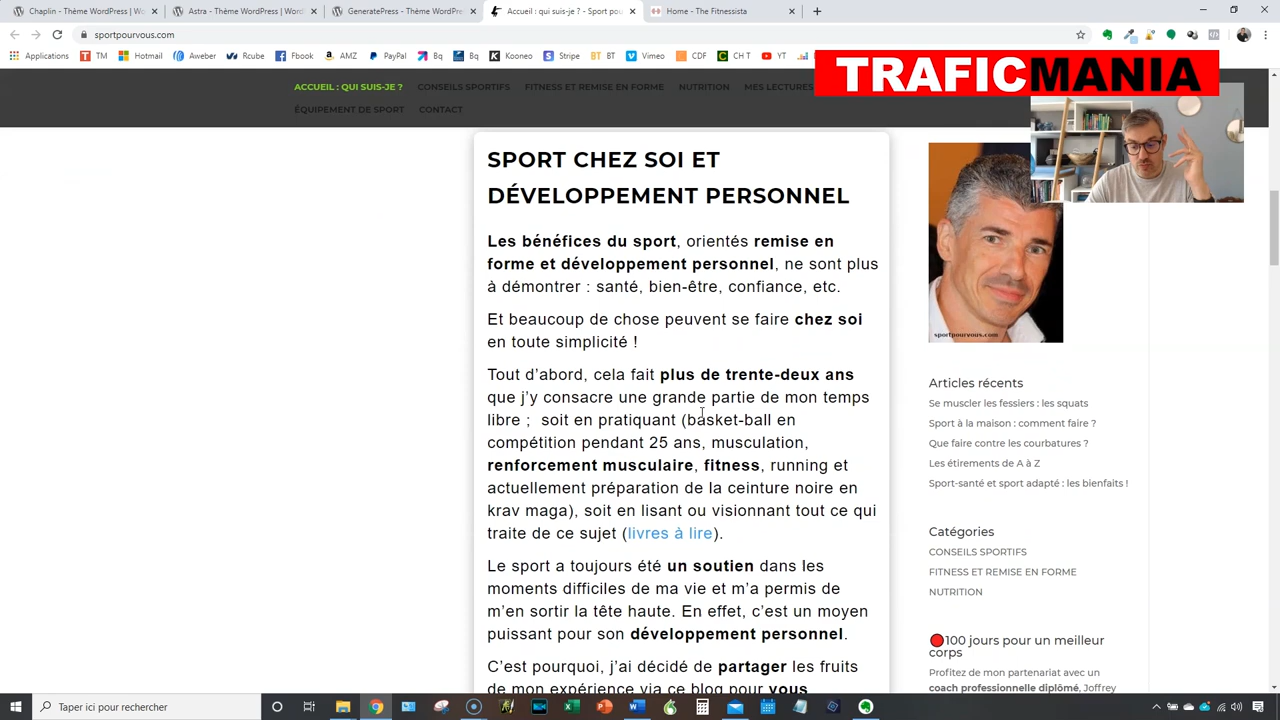 Chaplin - Thème WordPress | Word
Divi - Thème WordPress | WordPr
GeneratePress - Thème WordPres
Accueil : qui suis-je ? - Sport pou
Home - Instamentor
sportpourvous.com
Applications
TM
Hotmail
Aweber
Rcube
Fbook
AMZ
PayPal
Bq
Bq
Kooneo
Stripe
BT
CDF
CH T
YT
TRAFICMANIA
ACCUEIL : QUI SUIS-JE ?
CONSEILS SPORTIFS
FITNESS ET REMISE EN FORME
NUTRITION
MES LECTURES
ÉQUIPEMENT DE SPORT
CONTACT
SPORT CHEZ SOI ET
DÉVELOPPEMENT PERSONNEL
Les bénéfices du sport, orientés remise en
forme et développement personnel, ne sont plus
à démontrer : santé, bien-être, confiance, etc.
Et beaucoup de chose peuvent se faire chez soi
en toute simplicité !
Tout d’abord, cela fait plus de trente-deux ans
que j’y consacre une grande partie de mon temps
libre ;  soit en pratiquant (basket-ball en
compétition pendant 25 ans, musculation,
renforcement musculaire, fitness, running et
actuellement préparation de la ceinture noire en
krav maga), soit en lisant ou visionnant tout ce qui
traite de ce sujet (livres à lire).
Le sport a toujours été un soutien dans les
moments difficiles de ma vie et m’a permis de
m’en sortir la tête haute. En effet, c’est un moyen
puissant pour son développement personnel.
C’est pourquoi, j’ai décidé de partager les fruits
de mon expérience via ce blog pour vous
sportpourvous.com
Articles récents
Se muscler les fessiers : les squats
Sport à la maison : comment faire ?
Que faire contre les courbatures ?
Les étirements de A à Z
Sport-santé et sport adapté : les bienfaits !
Catégories
CONSEILS SPORTIFS
FITNESS ET REMISE EN FORME
NUTRITION
100 jours pour un meilleur
corps
Profitez de mon partenariat avec un
coach professionnelle diplômé, Joffrey
Taper ici pour rechercher